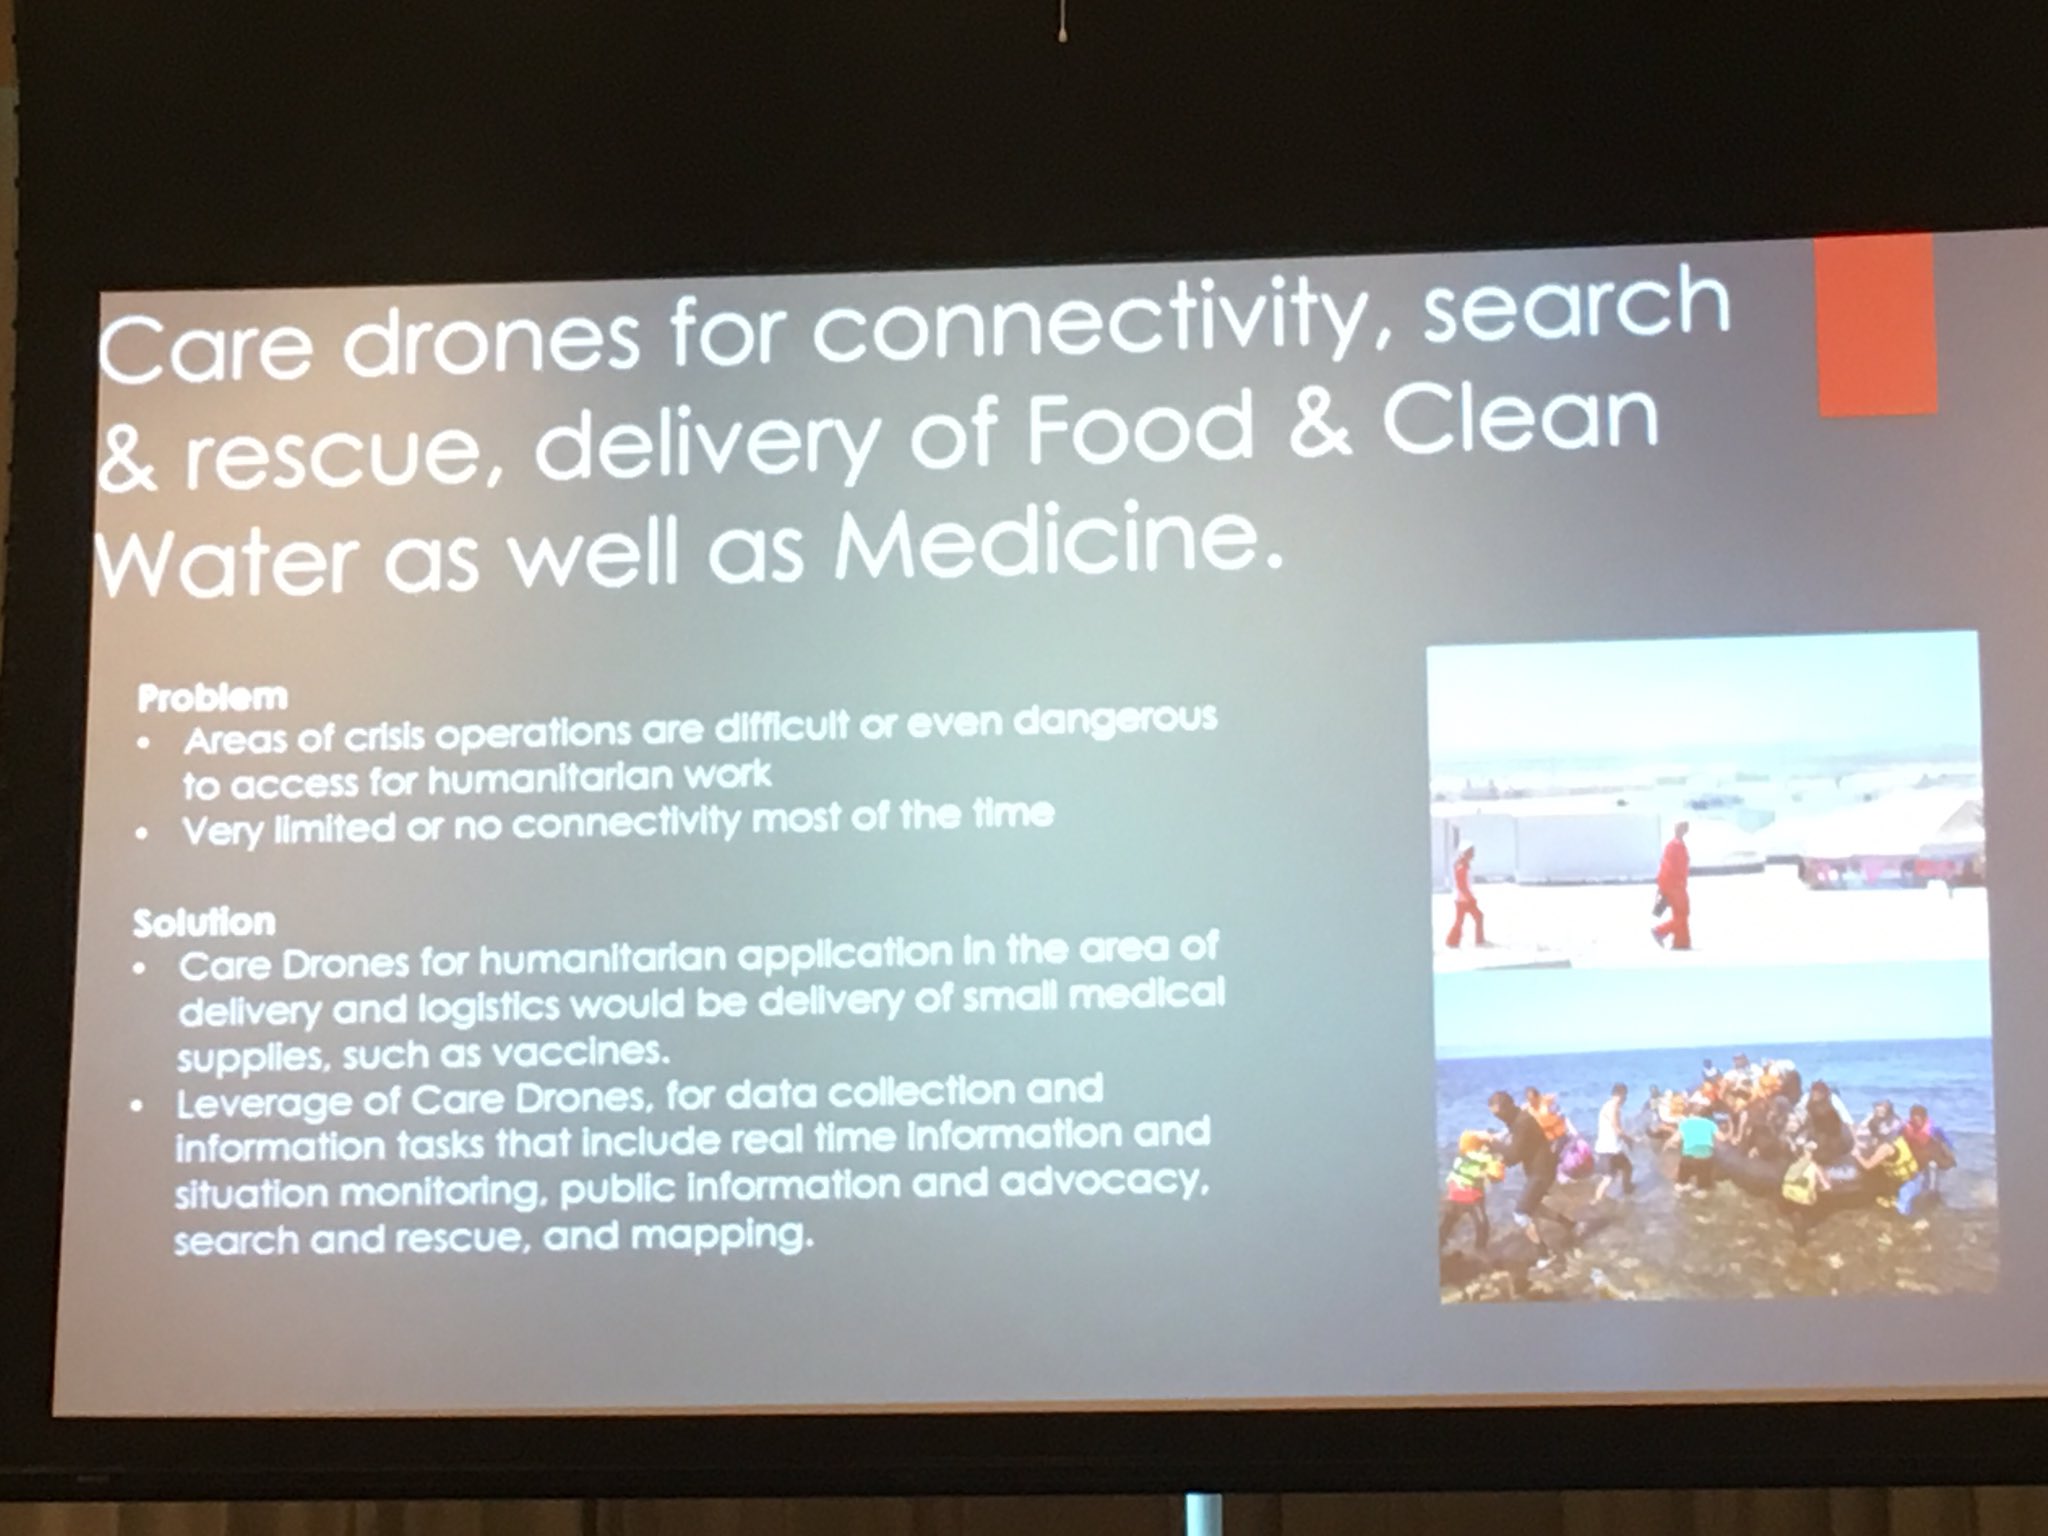 Care drones for connectivity, search
& rescue, delivery of Food & Clean
Water as well as Medicine.
Problem
• Areas of crisis operations are difficult or even dangerous
to access for humanitarian work
• Very limited or no connectivity most of the time
Solution
• Care Drones for humanitarian application in the area of
delivery and logistics would be delivery of small medical
supplies, such as vaccines.
• Leverage of Care Drones, for data collection and
information tasks that include real time information and
situation monitoring, public information and advocacy,
search and rescue, and mapping.